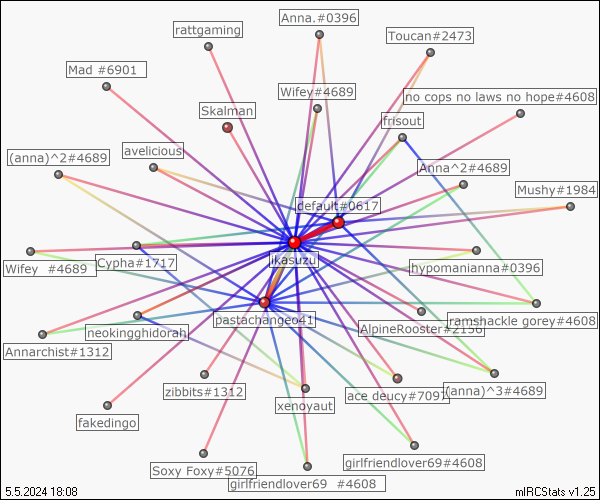 Anna.#0396
rattgaming
Toucan#2473
Mad #6901
Wifey#4689
no cops no laws no hope#4608
Skalman
frisout
avelicious
(anna)^2#4689
Anna^2#4689
Mushy#1984
default#0617
ikasuzu
Wifey #4689
Cypha#1717
hypomanianna#0396
pastachangeo41
ramshackle gorey#4608
neokingghidorah
AlpineRooster#2136
Annarchist#1312
zibbits#1312
ace deucy#7097
(anna)^3#4689
xenoyaut
fakedingo
Soxy Foxy#5076
girlfriendlover69#4608
girlfriendlover69 #4608
5.5.2024 18:08
mIRCStats v1.25